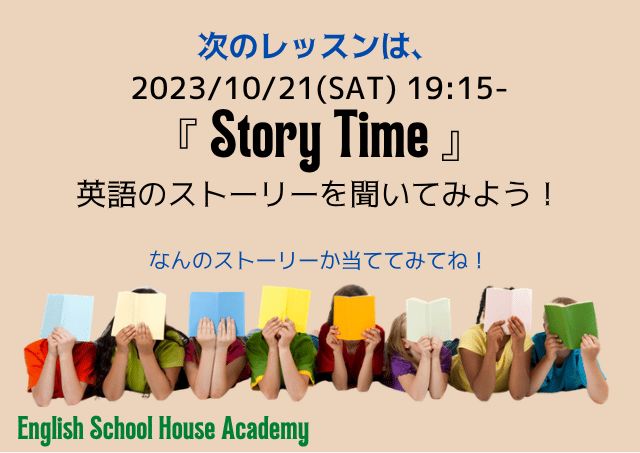 次のレッスンは、
2023/10/21(SAT) 19:15-
『 Story Time 』
英語のストーリーを聞いてみよう！
なんのストーリーか当ててみてね！
English School House Academy